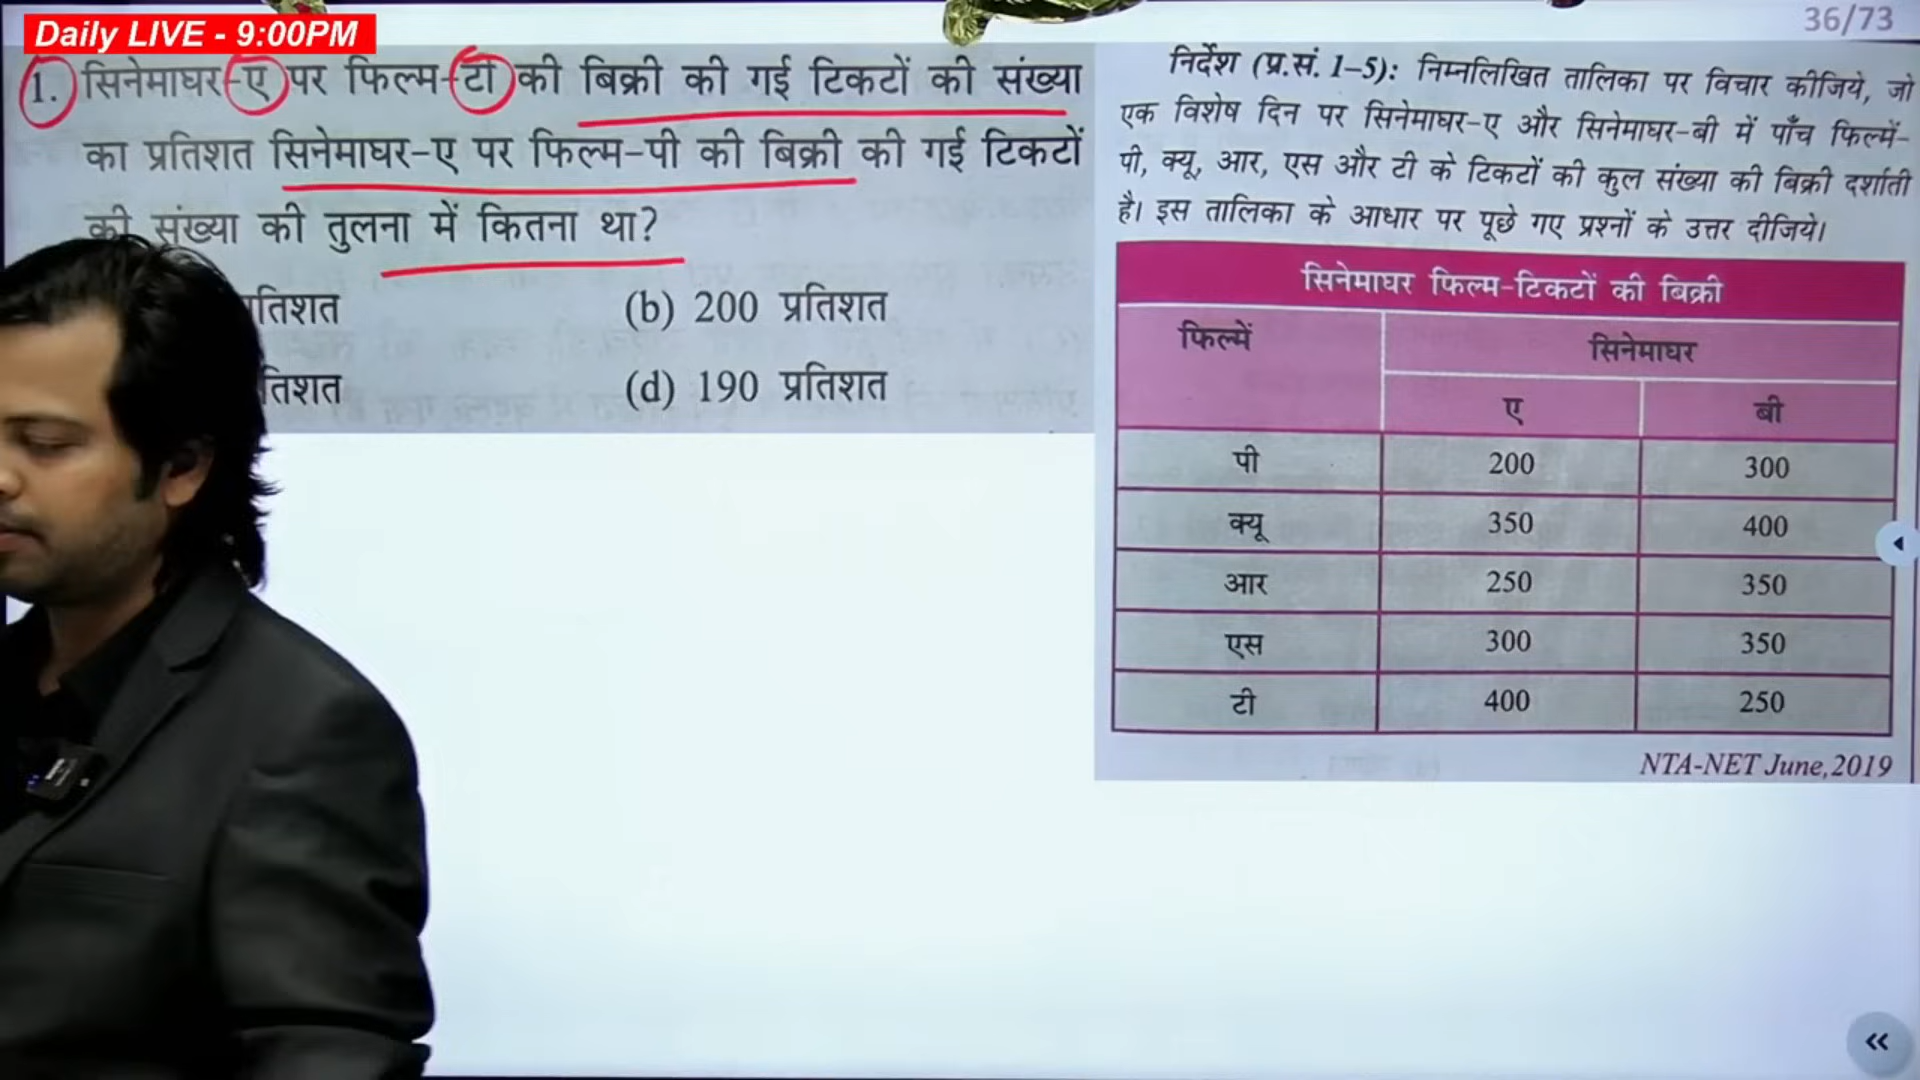 Daily LIVE - 9:00PM
36/73
1. सिनेमाघर-ए पर फिल्म-टी की बिक्री की गई टिकटों की संख्या
का प्रतिशत सिनेमाघर-ए पर फिल्म-पी की बिक्री की गई टिकटों
की संख्या की तुलना में कितना था?
(b) 200 प्रतिशत
(d) 190 प्रतिशत
निर्देश (प्र.सं. 1–5): निम्नलिखित तालिका पर विचार कीजिये, जो
एक विशेष दिन पर सिनेमाघर-ए और सिनेमाघर-बी में पाँच फिल्में-
पी, क्यू, आर, एस और टी के टिकटों की कुल संख्या की बिक्री दर्शाती
है। इस तालिका के आधार पर पूछे गए प्रश्नों के उत्तर दीजिये।
सिनेमाघर फिल्म-टिकटों की बिक्री
फिल्में सिनेमाघर
ए बी
पी 200 300
क्यू 350 400
आर 250 350
एस 300 350
टी 400 250
NTA-NET June,2019